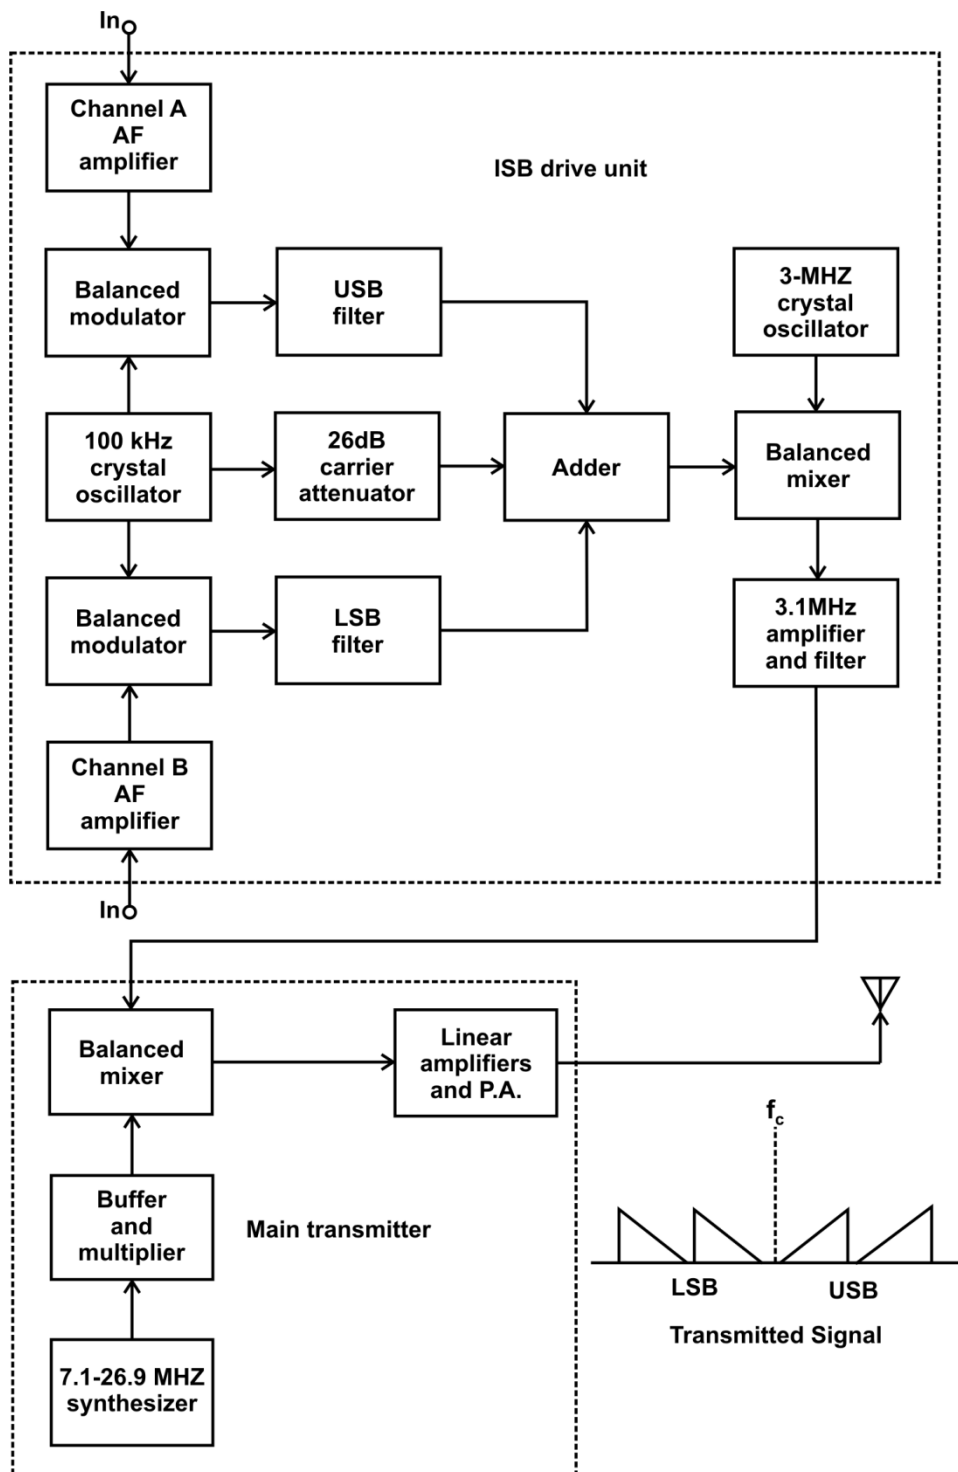 In
Channel A
AF
amplifier
ISB drive unit
Balanced
modulator
USB
filter
3-MHZ
crystal
oscillator
100 kHz
crystal
oscillator
26dB
carrier
attenuator
Adder
Balanced
mixer
Balanced
modulator
LSB
filter
3.1MHz
amplifier
and filter
Channel B
AF
amplifier
In
Balanced
mixer
Linear
amplifiers
and P.A.
fc
Buffer
and
multiplier
Main transmitter
LSB
USB
Transmitted Signal
7.1-26.9 MHZ
synthesizer